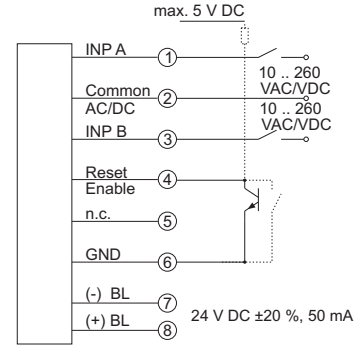 max. 5 V DC
INP A
1
10 .. 260
VAC/VDC
Common
AC/DC
2
10 .. 260
VAC/VDC
INP B
3
Reset
Enable
4
n.c.
5
GND
6
(-) BL
7
(+) BL
8
24 V DC ±20 %, 50 mA